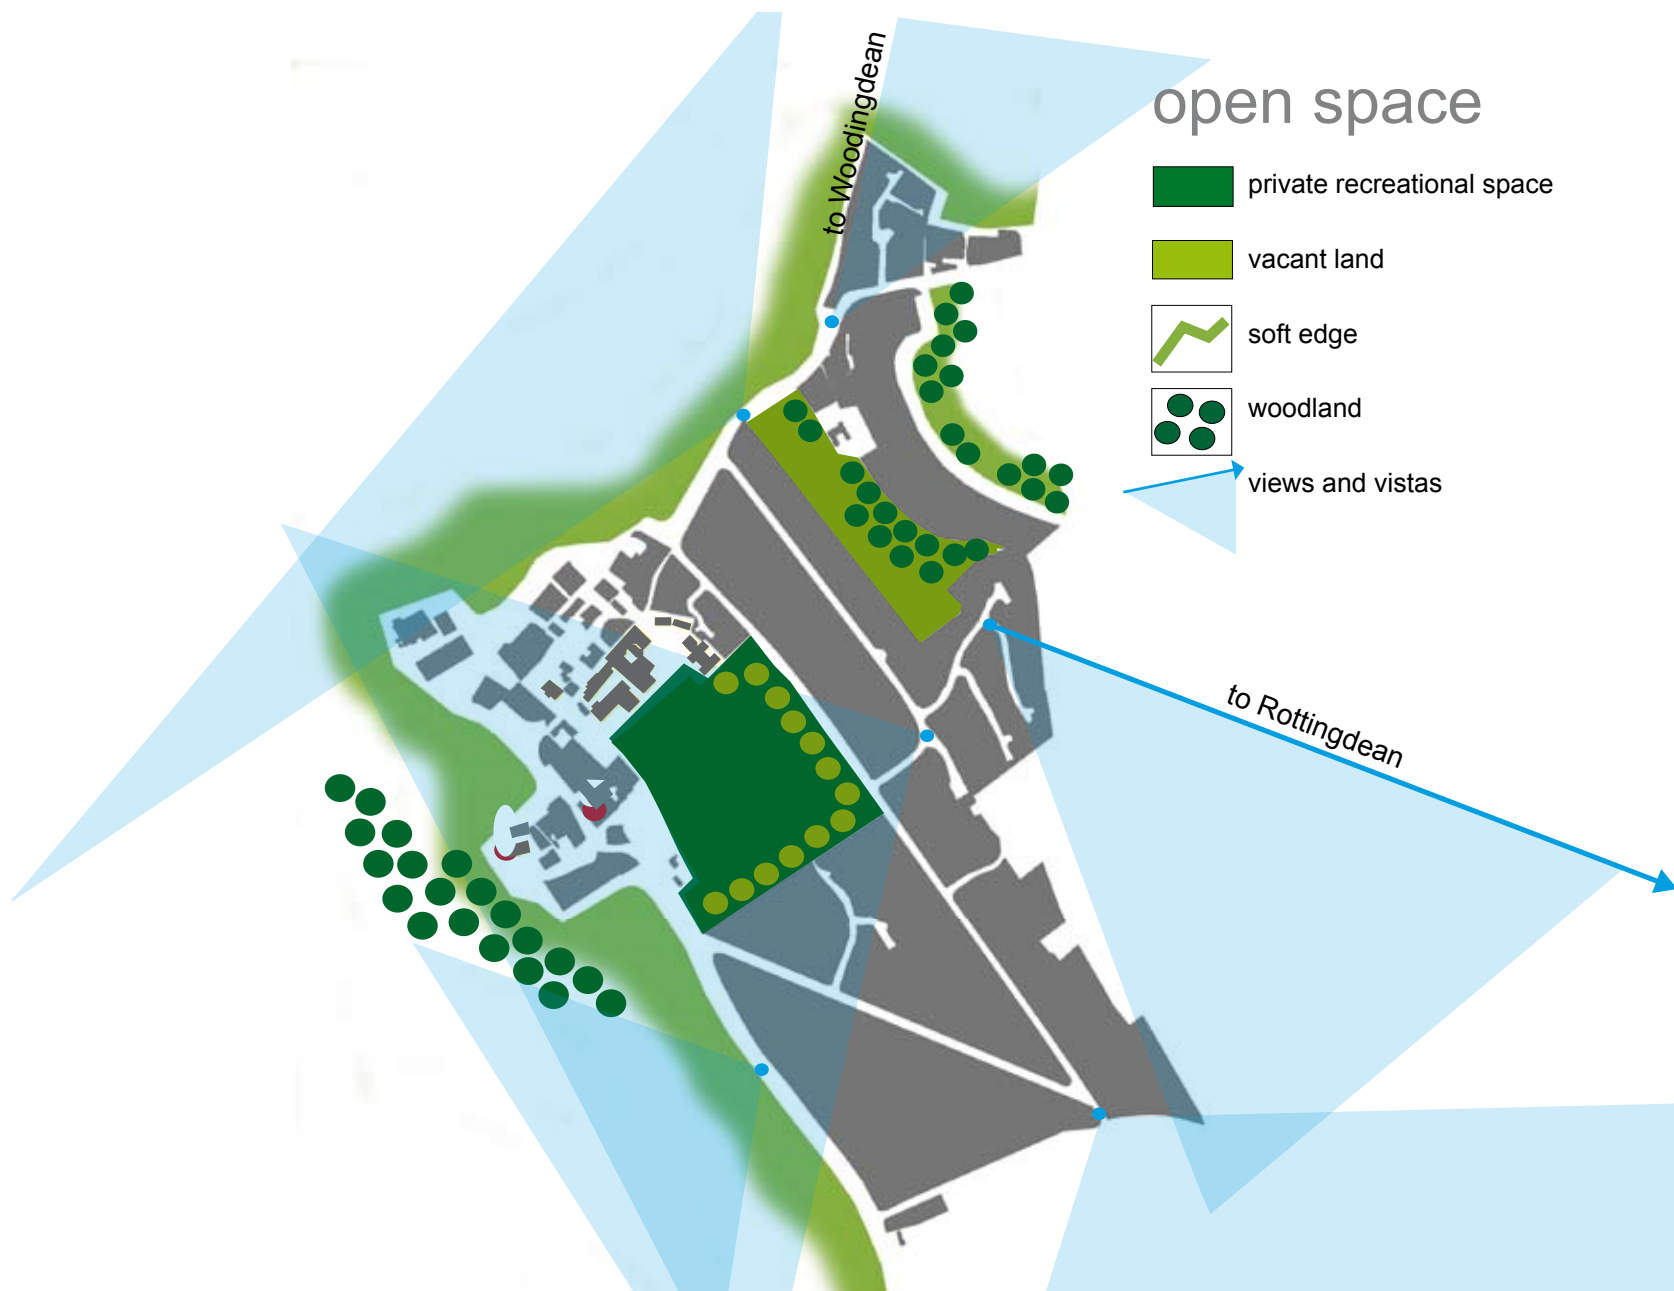 to Woodingdean
open space
private recreational space
vacant land
soft edge
woodland
views and vistas
to Rottingdean